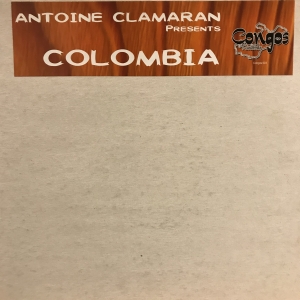 ANTOINE CLAMARAN
PRESENTS
COLOMBIA
Congos